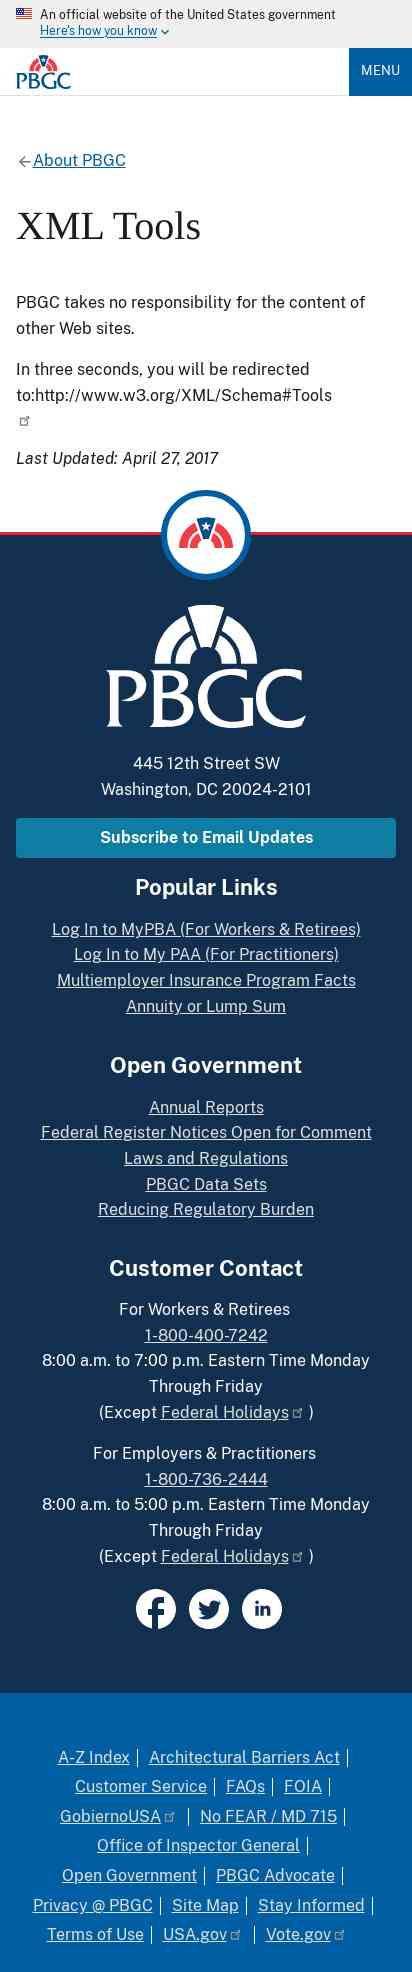 An official website of the United States government
Here's how you know
PBGC
MENU
About PBGC
XML Tools
PBGC takes no responsibility for the content of
other Web sites.
In three seconds, you will be redirected
to:http://www.w3.org/XML/Schema#Tools
Last Updated: April 27, 2017
PBGC
445 12th Street SW
Washington, DC 20024-2101
Subscribe to Email Updates
Popular Links
Log In to MyPBA (For Workers & Retirees)
Log In to My PAA (For Practitioners)
Multiemployer Insurance Program Facts
Annuity or Lump Sum
Open Government
Annual Reports
Federal Register Notices Open for Comment
Laws and Regulations
PBGC Data Sets
Reducing Regulatory Burden
Customer Contact
For Workers & Retirees
1-800-400-7242
8:00 a.m. to 7:00 p.m. Eastern Time Monday
Through Friday
(Except Federal Holidays )
For Employers & Practitioners
1-800-736-2444
8:00 a.m. to 5:00 p.m. Eastern Time Monday
Through Friday
(Except Federal Holidays )
A-Z Index | Architectural Barriers Act |
Customer Service | FAQs | FOIA |
GobiernoUSA | No FEAR / MD 715 |
Office of Inspector General |
Open Government | PBGC Advocate |
Privacy @ PBGC | Site Map | Stay Informed |
Terms of Use | USA.gov | Vote.gov